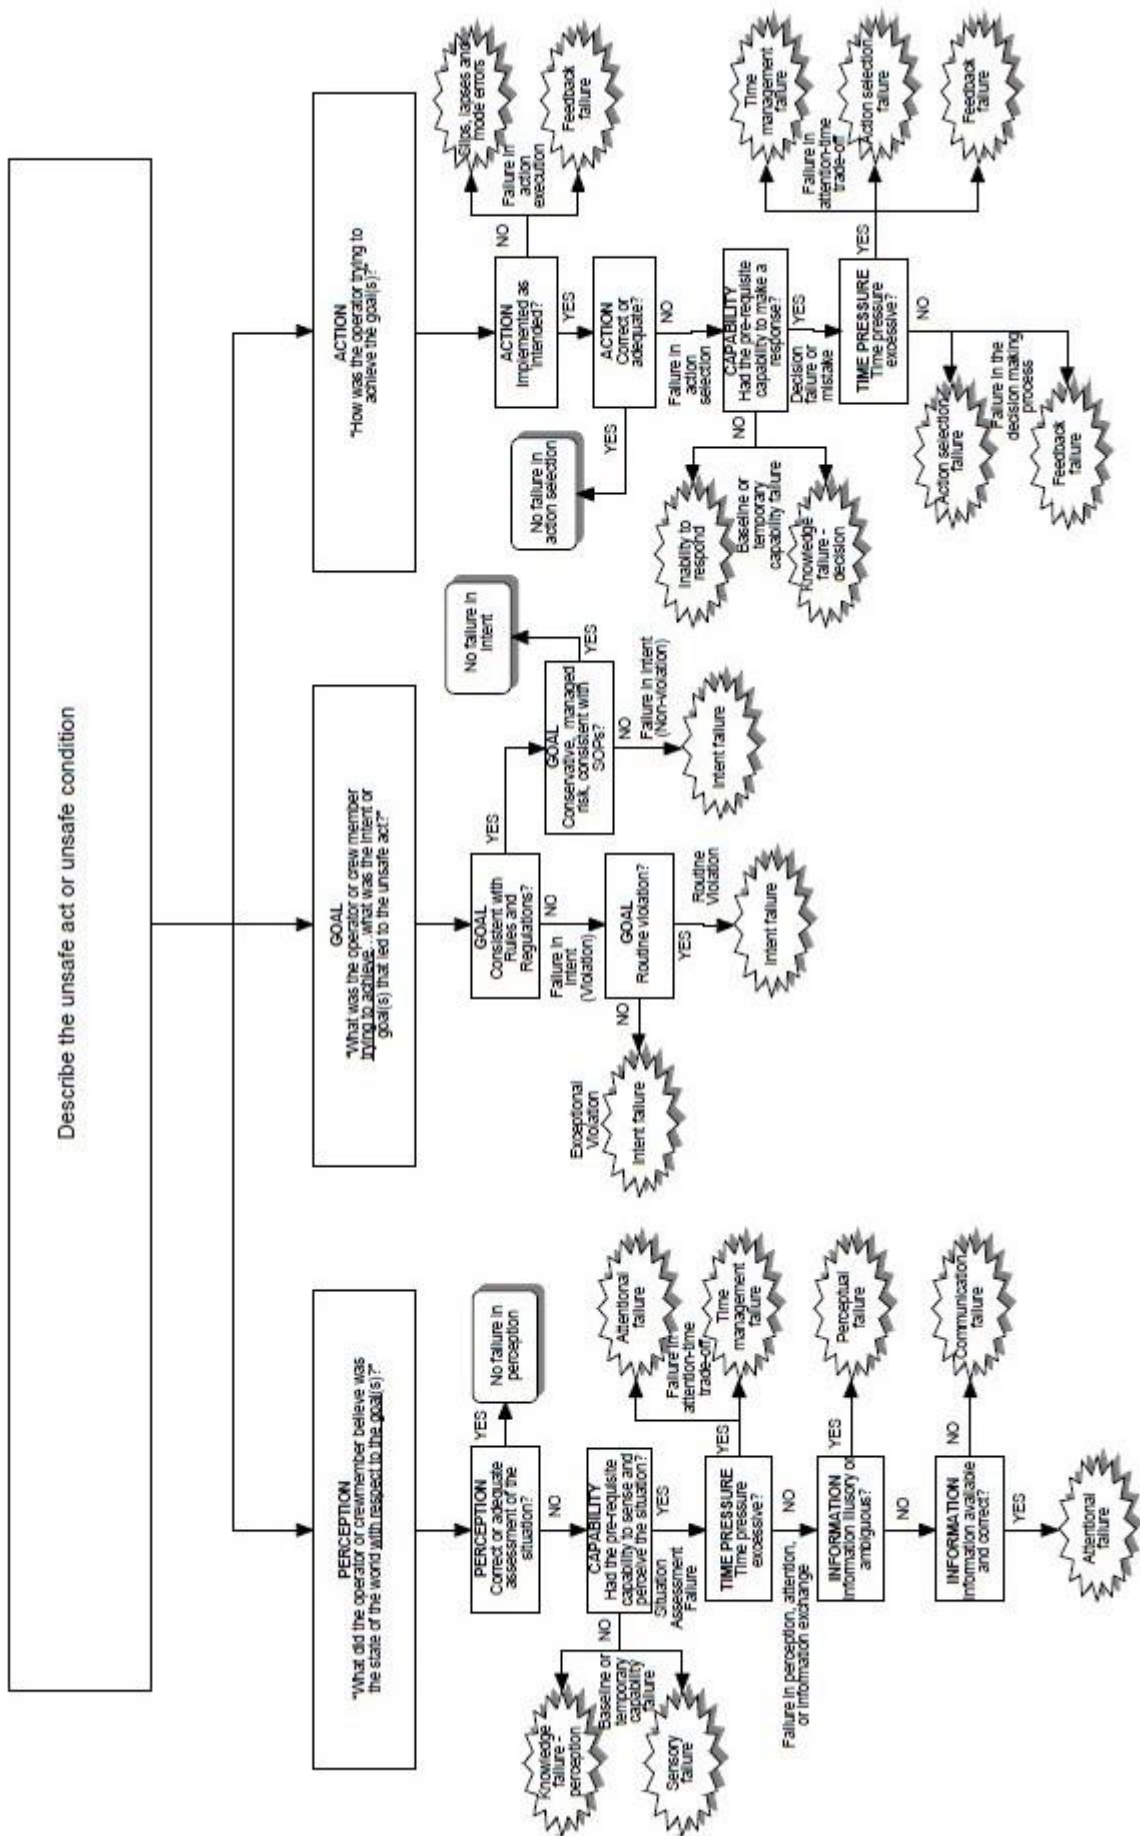 Describe the unsafe act or unsafe condition
PERCEPTION
"What did the operator or crewmember believe was
the state of the world with respect to the goal(s)?"
PERCEPTION
Correct or adequate
assessment of the
situation?
YES
No failure in
perception
NO
CAPABILITY
Had the pre-requisite
capability to sense and
perceive the situation?
NO
Baseline or
temporary
capability
failure
Knowledge
failure -
perception
Sensory
failure
YES
Situation
Assessment
Failure
TIME PRESSURE
Time pressure
excessive?
YES
Failure in
attention-time
trade-off
Attentional
failure
Time
management
failure
NO
Failure in perception, attention,
or information exchange
INFORMATION
Information illusory or
ambiguous?
YES
Perceptual
failure
NO
INFORMATION
Information available
and correct?
NO
Communication
failure
YES
Attentional
failure
GOAL
"What was the operator or crew member
trying to achieve...what was the intent or
goal(s) that led to the unsafe act?"
GOAL
Consistent with
Rules and
Regulations?
YES
GOAL
Conservative, managed
risk, consistent with
SOPs?
YES
No failure in
intent
NO
Failure in intent
(Non-violation)
Intent failure
NO
Failure in
Intent
(Violation)
GOAL
Routine violation?
NO
Exceptional
Violation
Intent failure
YES
Routine
Violation
Intent failure
ACTION
"How was the operator trying to
achieve the goal(s)?"
ACTION
Implemented as
intended?
NO
Failure in
action
execution
Slips, lapses and
mode errors
Feedback
failure
YES
ACTION
Correct or
adequate?
YES
No failure in
action selection
NO
Failure in
action
selection
CAPABILITY
Had the pre-requisite
capability to make a
response?
NO
Baseline or
temporary
capability failure
Inability to
respond
Knowledge
failure -
decision
YES
Decision
failure or
mistake
TIME PRESSURE
Time pressure
excessive?
YES
Failure in
attention-time
trade-off
Time
management
failure
Action selection
failure
Feedback
failure
NO
Failure in the
decision making
process
Action selection
failure
Feedback
failure